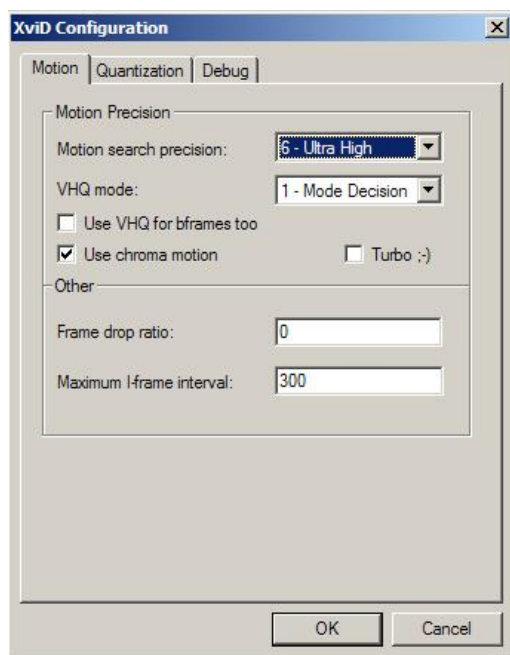 XviD Configuration
Motion Quantization Debug
Motion Precision
Motion search precision: 6 - Ultra High
VHQ mode: 1 - Mode Decision
Use VHQ for bframes too
Use chroma motion Turbo ;-)
Other
Frame drop ratio: 0
Maximum I-frame interval: 300
OK Cancel